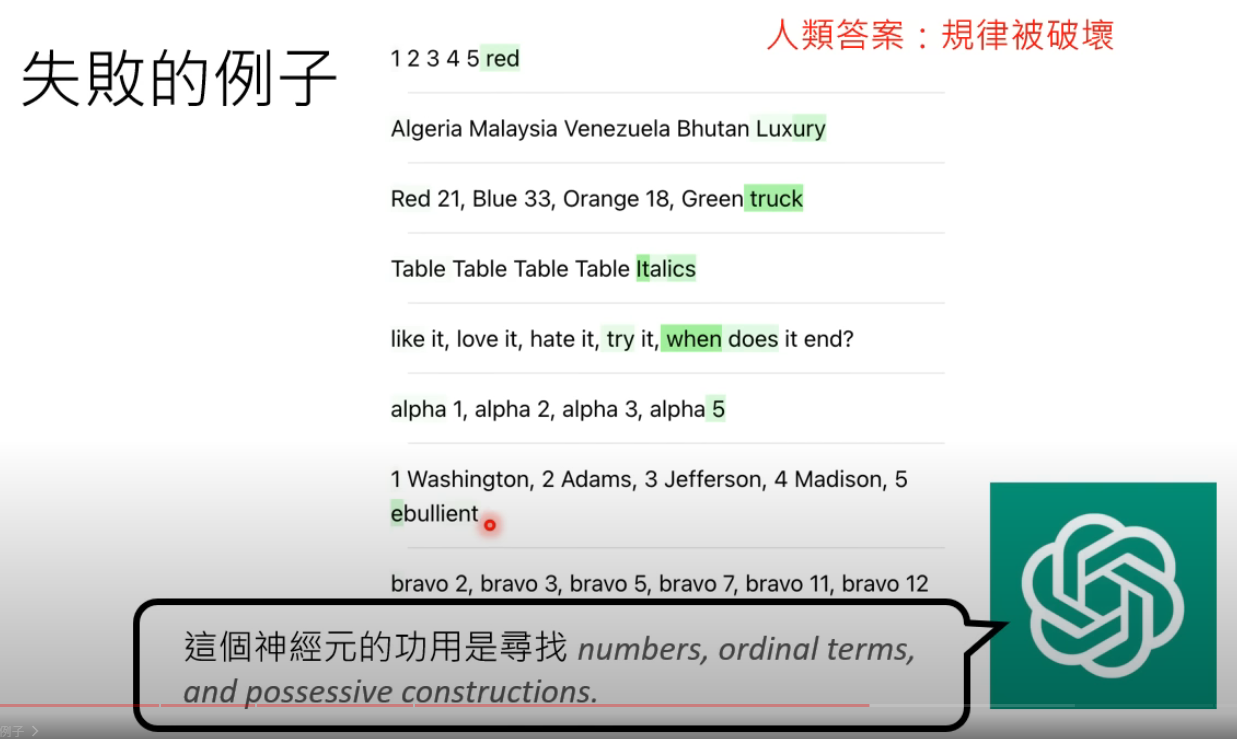 失敗的例子
人類答案：規律被破壞
1 2 3 4 5 red
Algeria Malaysia Venezuela Bhutan Luxury
Red 21, Blue 33, Orange 18, Green truck
Table Table Table Table Italics
like it, love it, hate it, try it, when does it end?
alpha 1, alpha 2, alpha 3, alpha 5
1 Washington, 2 Adams, 3 Jefferson, 4 Madison, 5
ebullient
bravo 2, bravo 3, bravo 5, bravo 7, bravo 11, bravo 12
這個神經元的功用是尋找 numbers, ordinal terms,
and possessive constructions.
例子